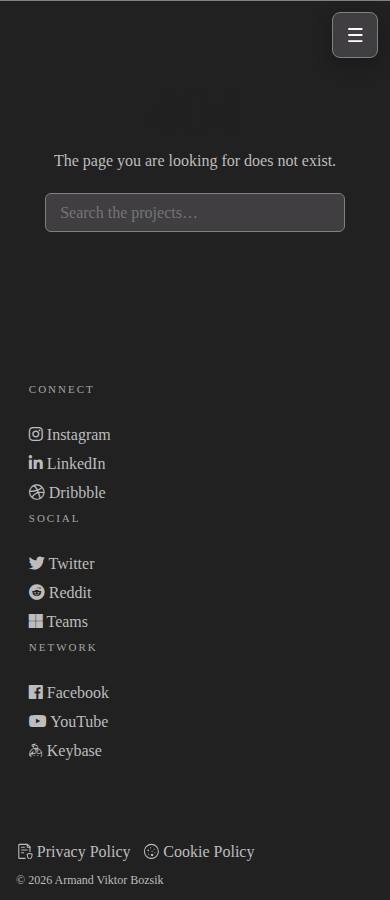 The page you are looking for does not exist.
Search the projects…
CONNECT
Instagram
LinkedIn
Dribbble
SOCIAL
Twitter
Reddit
Teams
NETWORK
Facebook
YouTube
Keybase
Privacy Policy Cookie Policy
© 2026 Armand Viktor Bozsik